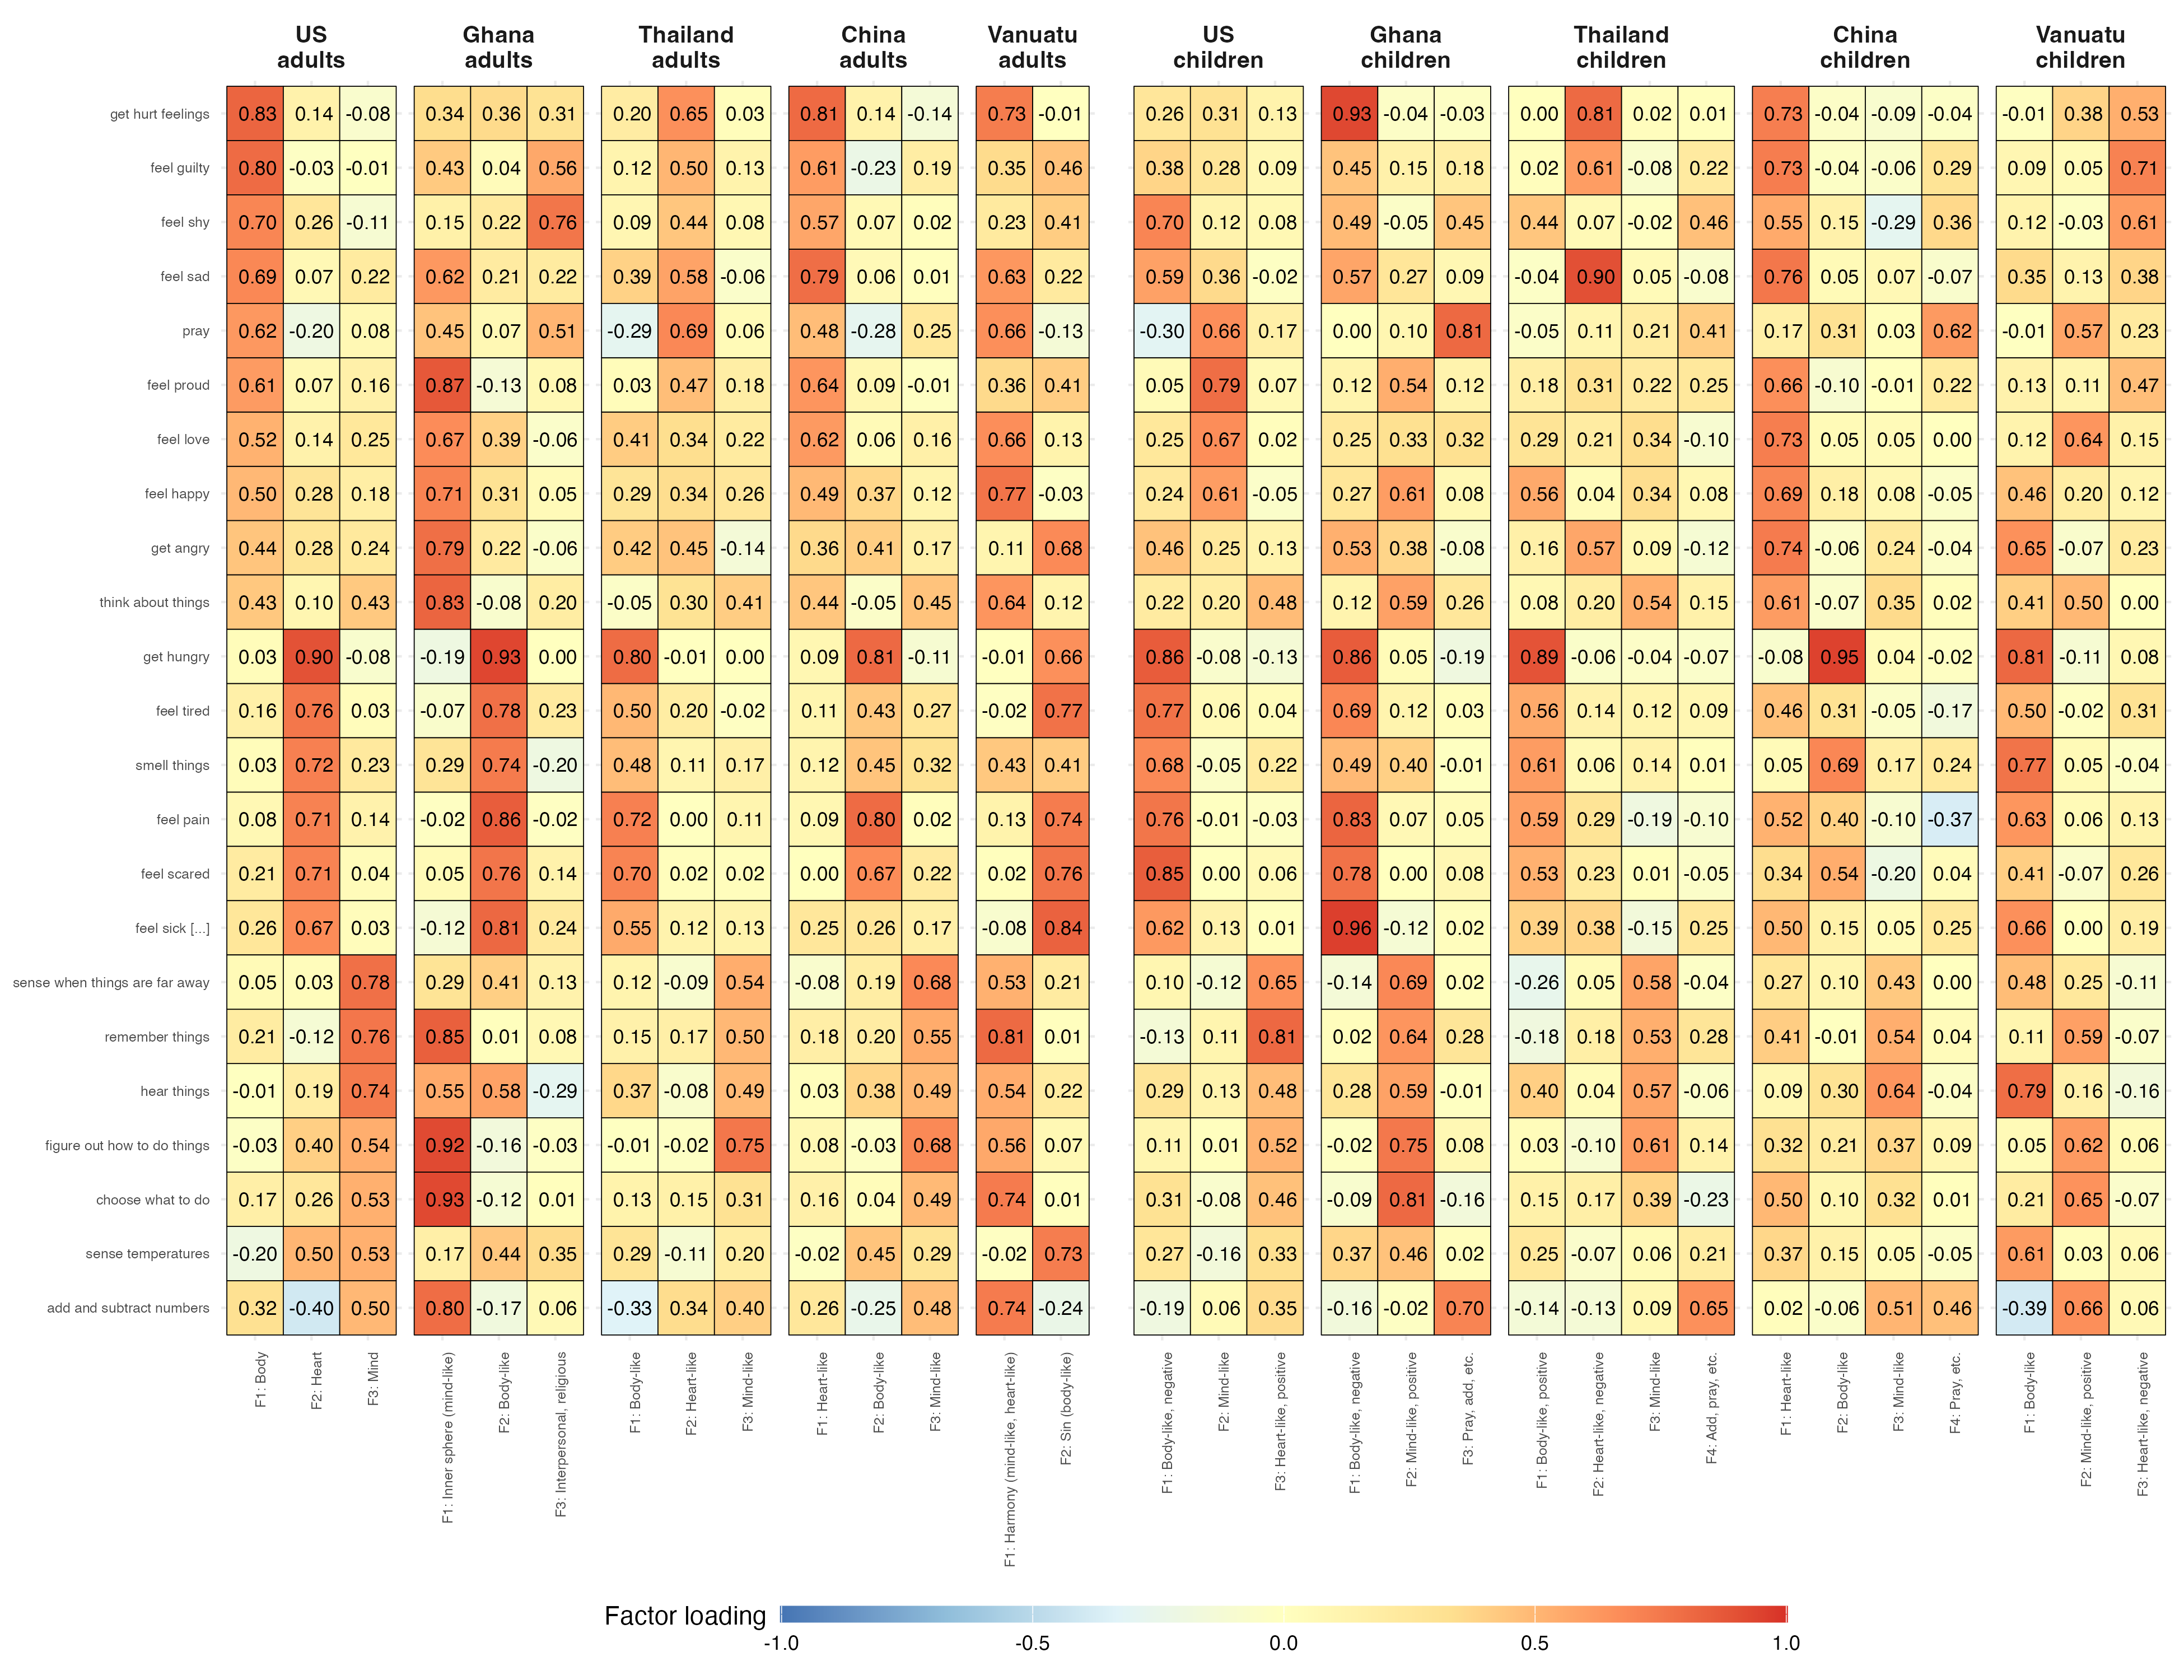 US adults
Ghana adults
Thailand adults
China adults
Vanuatu adults
US children
Ghana children
Thailand children
China children
Vanuatu children
get hurt feelings 0.83 0.14 -0.08 0.34 0.36 0.31 0.20 0.65 0.03 0.81 0.14 -0.14 0.73 -0.01 0.26 0.31 0.13 0.93 -0.04 -0.03 0.00 0.81 0.02 0.01 0.73 -0.04 -0.09 -0.04 -0.01 0.38 0.53
feel guilty 0.80 -0.03 -0.01 0.43 0.04 0.56 0.12 0.50 0.13 0.61 -0.23 0.19 0.35 0.46 0.38 0.28 0.09 0.45 0.15 0.18 0.02 0.61 -0.08 0.22 0.73 -0.04 -0.06 0.29 0.09 0.05 0.71
feel shy 0.70 0.26 -0.11 0.15 0.22 0.76 0.09 0.44 0.08 0.57 0.07 0.02 0.23 0.41 0.70 0.12 0.08 0.49 -0.05 0.45 0.44 0.07 -0.02 0.46 0.55 0.15 -0.29 0.36 0.12 -0.03 0.61
feel sad 0.69 0.07 0.22 0.62 0.21 0.22 0.39 0.58 -0.06 0.79 0.06 0.01 0.63 0.22 0.59 0.36 -0.02 0.57 0.27 0.09 -0.04 0.90 0.05 -0.08 0.76 0.05 0.07 -0.07 0.35 0.13 0.38
pray 0.62 -0.20 0.08 0.45 0.07 0.51 -0.29 0.69 0.06 0.48 -0.28 0.25 0.66 -0.13 -0.30 0.66 0.17 0.00 0.10 0.81 -0.05 0.11 0.21 0.41 0.17 0.31 0.03 0.62 -0.01 0.57 0.23
feel proud 0.61 0.07 0.16 0.87 -0.13 0.08 0.03 0.47 0.18 0.64 0.09 -0.01 0.36 0.41 0.05 0.79 0.07 0.12 0.54 0.12 0.18 0.31 0.22 0.25 0.66 -0.10 -0.01 0.22 0.13 0.11 0.47
feel love 0.52 0.14 0.25 0.67 0.39 -0.06 0.41 0.34 0.22 0.62 0.06 0.16 0.66 0.13 0.25 0.67 0.02 0.25 0.33 0.32 0.29 0.21 0.34 -0.10 0.73 0.05 0.05 0.00 0.12 0.64 0.15
feel happy 0.50 0.28 0.18 0.71 0.31 0.05 0.29 0.34 0.26 0.49 0.37 0.12 0.77 -0.03 0.24 0.61 -0.05 0.27 0.61 0.08 0.56 0.04 0.34 0.08 0.69 0.18 0.08 -0.05 0.46 0.20 0.12
get angry 0.44 0.28 0.24 0.79 0.22 -0.06 0.42 0.45 -0.14 0.36 0.41 0.17 0.11 0.68 0.46 0.25 0.13 0.53 0.38 -0.08 0.16 0.57 0.09 -0.12 0.74 -0.06 0.24 -0.04 0.65 -0.07 0.23
think about things 0.43 0.10 0.43 0.83 -0.08 0.20 -0.05 0.30 0.41 0.44 -0.05 0.45 0.64 0.12 0.22 0.20 0.48 0.12 0.59 0.26 0.08 0.20 0.54 0.15 0.61 -0.07 0.35 0.02 0.41 0.50 0.00
get hungry 0.03 0.90 -0.08 -0.19 0.93 0.00 0.80 -0.01 0.00 0.09 0.81 -0.11 -0.01 0.66 0.86 -0.08 -0.13 0.86 0.05 -0.19 0.89 -0.06 -0.04 -0.07 -0.08 0.95 0.04 -0.02 0.81 -0.11 0.08
feel tired 0.16 0.76 0.03 -0.07 0.78 0.23 0.50 0.20 -0.02 0.11 0.43 0.27 -0.02 0.77 0.77 0.06 0.04 0.69 0.12 0.03 0.56 0.14 0.12 0.09 0.46 0.31 -0.05 -0.17 0.50 -0.02 0.31
smell things 0.03 0.72 0.23 0.29 0.74 -0.20 0.48 0.11 0.17 0.12 0.45 0.32 0.43 0.41 0.68 -0.05 0.22 0.49 0.40 -0.01 0.61 0.06 0.14 0.01 0.05 0.69 0.17 0.24 0.77 0.05 -0.04
feel pain 0.08 0.71 0.14 -0.02 0.86 -0.02 0.72 0.00 0.11 0.09 0.80 0.02 0.13 0.74 0.76 -0.01 -0.03 0.83 0.07 0.05 0.59 0.29 -0.19 -0.10 0.52 0.40 -0.10 -0.37 0.63 0.06 0.13
feel scared 0.21 0.71 0.04 0.05 0.76 0.14 0.70 0.02 0.02 0.00 0.67 0.22 0.02 0.76 0.85 0.00 0.06 0.78 0.00 0.08 0.53 0.23 0.01 -0.05 0.34 0.54 -0.20 0.04 0.41 -0.07 0.26
feel sick [...] 0.26 0.67 0.03 -0.12 0.81 0.24 0.55 0.12 0.13 0.25 0.26 0.17 -0.08 0.84 0.62 0.13 0.01 0.96 -0.12 0.02 0.39 0.38 -0.15 0.25 0.50 0.15 0.05 0.25 0.66 0.00 0.19
sense when things are far away 0.05 0.03 0.78 0.29 0.41 0.13 0.12 -0.09 0.54 -0.08 0.19 0.68 0.53 0.21 0.10 -0.12 0.65 -0.14 0.69 0.02 -0.26 0.05 0.58 -0.04 0.27 0.10 0.43 0.00 0.48 0.25 -0.11
remember things 0.21 -0.12 0.76 0.85 0.01 0.08 0.15 0.17 0.50 0.18 0.20 0.55 0.81 0.01 -0.13 0.11 0.81 0.02 0.64 0.28 -0.18 0.18 0.53 0.28 0.41 -0.01 0.54 0.04 0.11 0.59 -0.07
hear things -0.01 0.19 0.74 0.55 0.58 -0.29 0.37 -0.08 0.49 0.03 0.38 0.49 0.54 0.22 0.29 0.13 0.48 0.28 0.59 -0.01 0.40 0.04 0.57 -0.06 0.09 0.30 0.64 -0.04 0.79 0.16 -0.16
figure out how to do things -0.03 0.40 0.54 0.92 -0.16 -0.03 -0.01 -0.02 0.75 0.08 -0.03 0.68 0.56 0.07 0.11 0.01 0.52 -0.02 0.75 0.08 0.03 -0.10 0.61 0.14 0.32 0.21 0.37 0.09 0.05 0.62 0.06
choose what to do 0.17 0.26 0.53 0.93 -0.12 0.01 0.13 0.15 0.31 0.16 0.04 0.49 0.74 0.01 0.31 -0.08 0.46 -0.09 0.81 -0.16 0.15 0.17 0.39 -0.23 0.50 0.10 0.32 0.01 0.21 0.65 -0.07
sense temperatures -0.20 0.50 0.53 0.17 0.44 0.35 0.29 -0.11 0.20 -0.02 0.45 0.29 -0.02 0.73 0.27 -0.16 0.33 0.37 0.46 0.02 0.25 -0.07 0.06 0.21 0.37 0.15 0.05 -0.05 0.61 0.03 0.06
add and subtract numbers 0.32 -0.40 0.50 0.80 -0.17 0.06 -0.33 0.34 0.40 0.26 -0.25 0.48 0.74 -0.24 -0.19 0.06 0.35 -0.16 -0.02 0.70 -0.14 -0.13 0.09 0.65 0.02 -0.06 0.51 0.46 -0.39 0.66 0.06
F1: Body
F2: Heart
F3: Mind
F1: Inner sphere (mind-like)
F2: Body-like
F3: Interpersonal, religious
F1: Body-like
F2: Heart-like
F3: Mind-like
F1: Heart-like
F2: Body-like
F3: Mind-like
F1: Harmony (mind-like, heart-like)
F2: Sin (body-like)
F1: Body-like, negative
F2: Mind-like
F3: Heart-like, positive
F1: Body-like, negative
F2: Mind-like, positive
F3: Pray, add, etc.
F1: Body-like, positive
F2: Heart-like, negative
F3: Mind-like
F4: Add, pray, etc.
F1: Heart-like
F2: Body-like
F3: Mind-like
F4: Pray, etc.
F1: Body-like
F2: Mind-like, positive
F3: Heart-like, negative
Factor loading
-1.0 -0.5 0.0 0.5 1.0